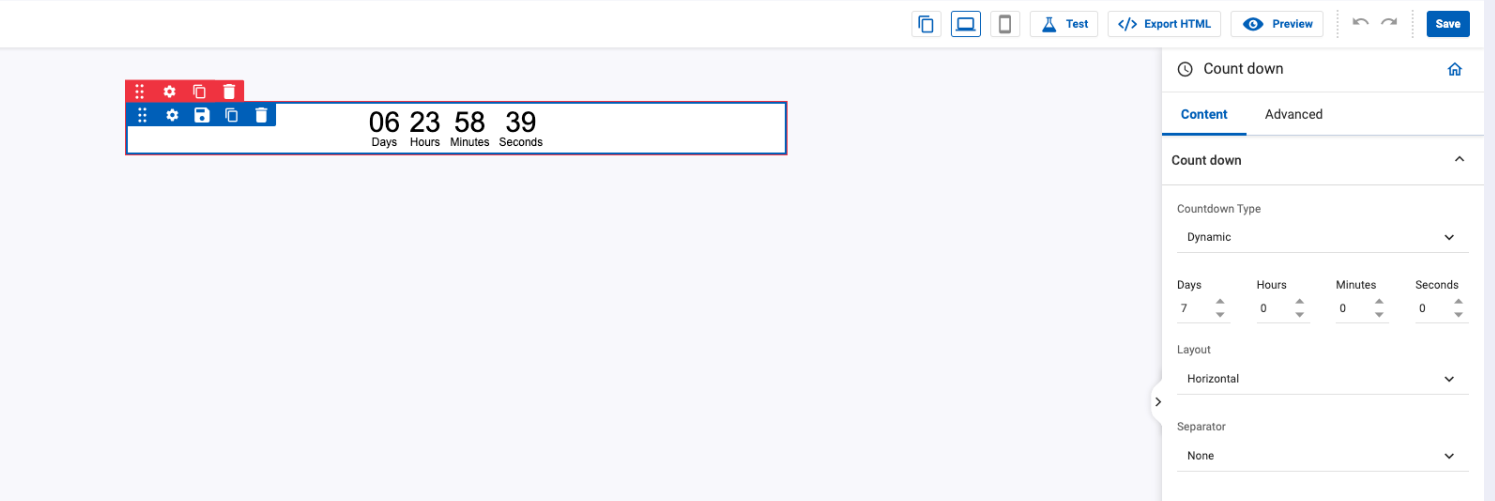 Test Export HTML Preview Save
Count down
Content Advanced
06 23 58 39
Days Hours Minutes Seconds
Count down
Countdown Type
Dynamic
Days Hours Minutes Seconds
7 0 0 0
Layout
Horizontal
Separator
None